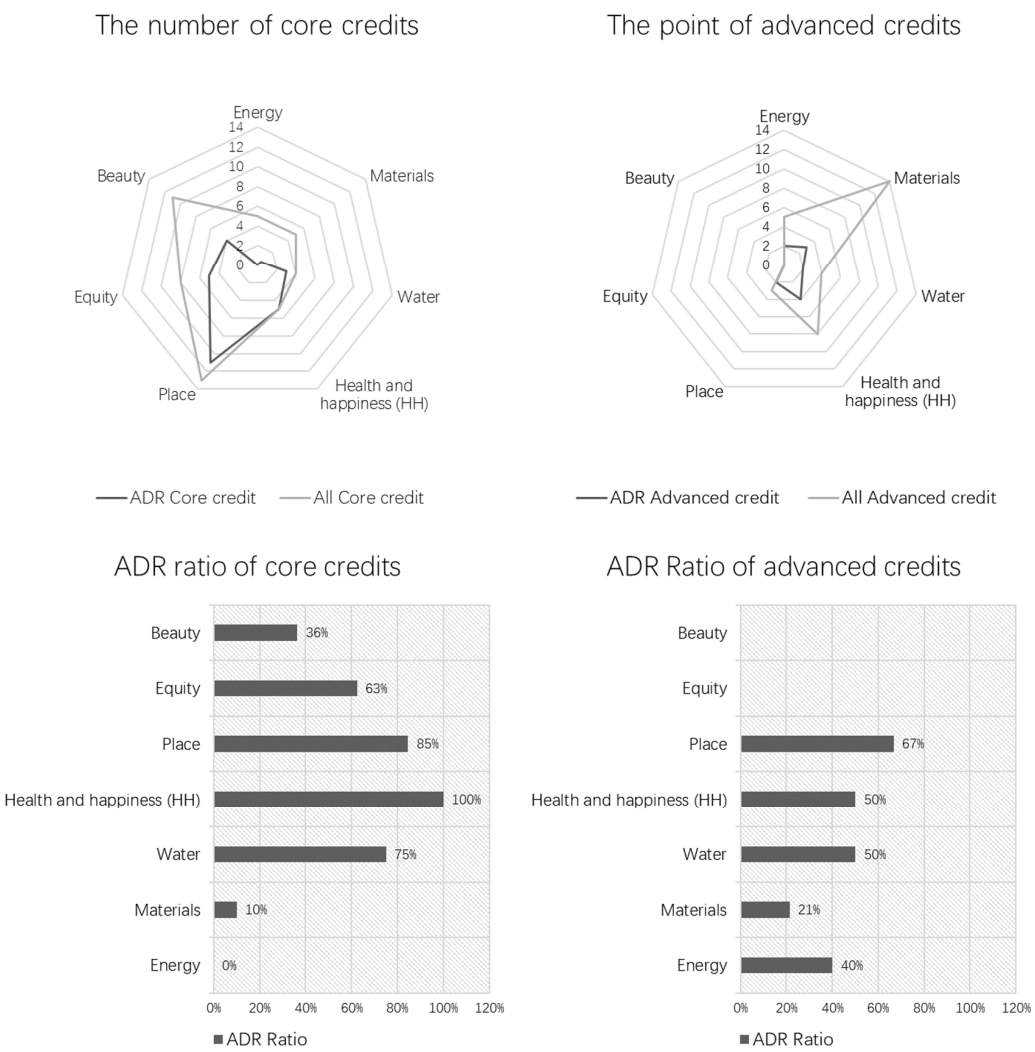 The number of core credits
Energy
14
12
10
8
6
4
2
0
Beauty
Materials
Equity
Water
Place
Health and
happiness (HH)
ADR Core credit
All Core credit
The point of advanced credits
Energy
14
12
10
8
6
4
2
0
Beauty
Materials
Equity
Water
Place
Health and
happiness (HH)
ADR Advanced credit
All Advanced credit
ADR ratio of core credits
Beauty 36%
Equity 63%
Place 85%
Health and happiness (HH) 100%
Water 75%
Materials 10%
Energy 0%
0% 20% 40% 60% 80% 100% 120%
ADR Ratio
ADR Ratio of advanced credits
Beauty
Equity
Place 67%
Health and happiness (HH) 50%
Water 50%
Materials 21%
Energy 40%
0% 20% 40% 60% 80% 100% 120%
ADR Ratio